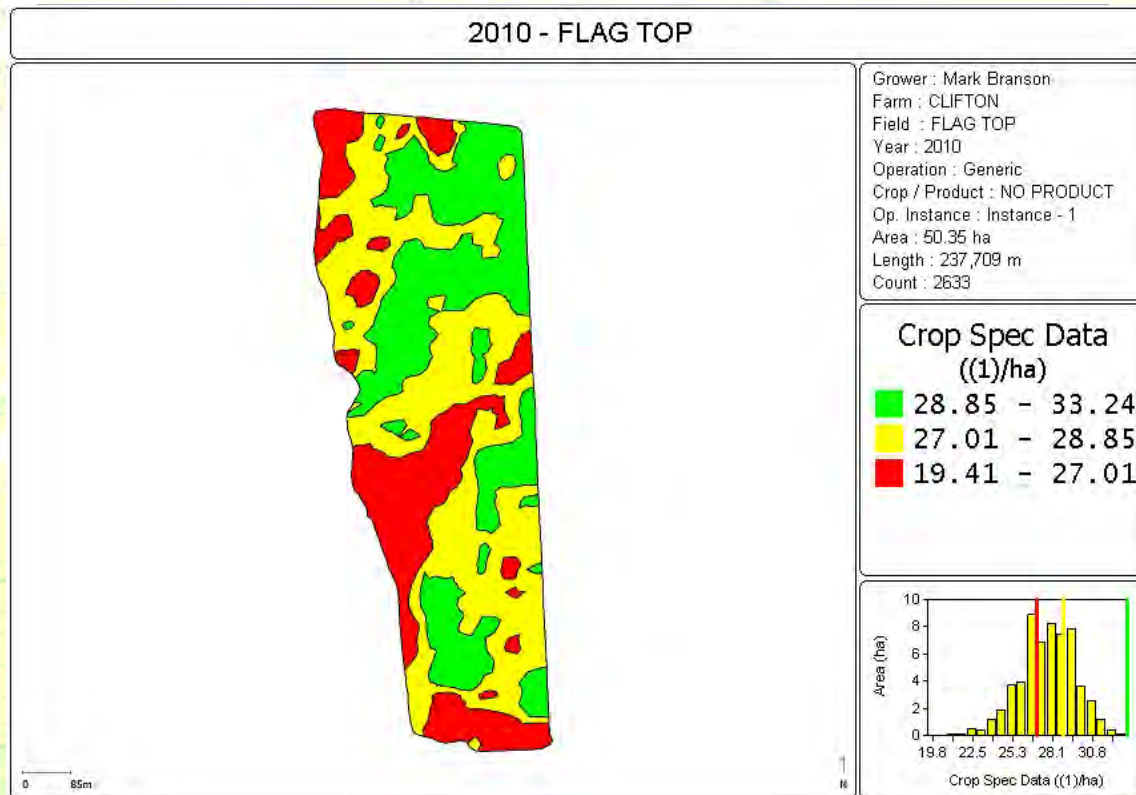 2010 - FLAG TOP
Grower : Mark Branson
Farm : CLIFTON
Field : FLAG TOP
Year : 2010
Operation : Generic
Crop / Product : NO PRODUCT
Op. Instance : Instance - 1
Area : 50.35 ha
Length : 237,709 m
Count : 2633
Crop Spec Data
((1)/ha)
28.85 - 33.24
27.01 - 28.85
19.41 - 27.01
10
8
6
4
2
0
Area (ha)
19.8 22.5 25.3 28.1 30.8
Crop Spec Data ((1)/ha)
0 85m
N